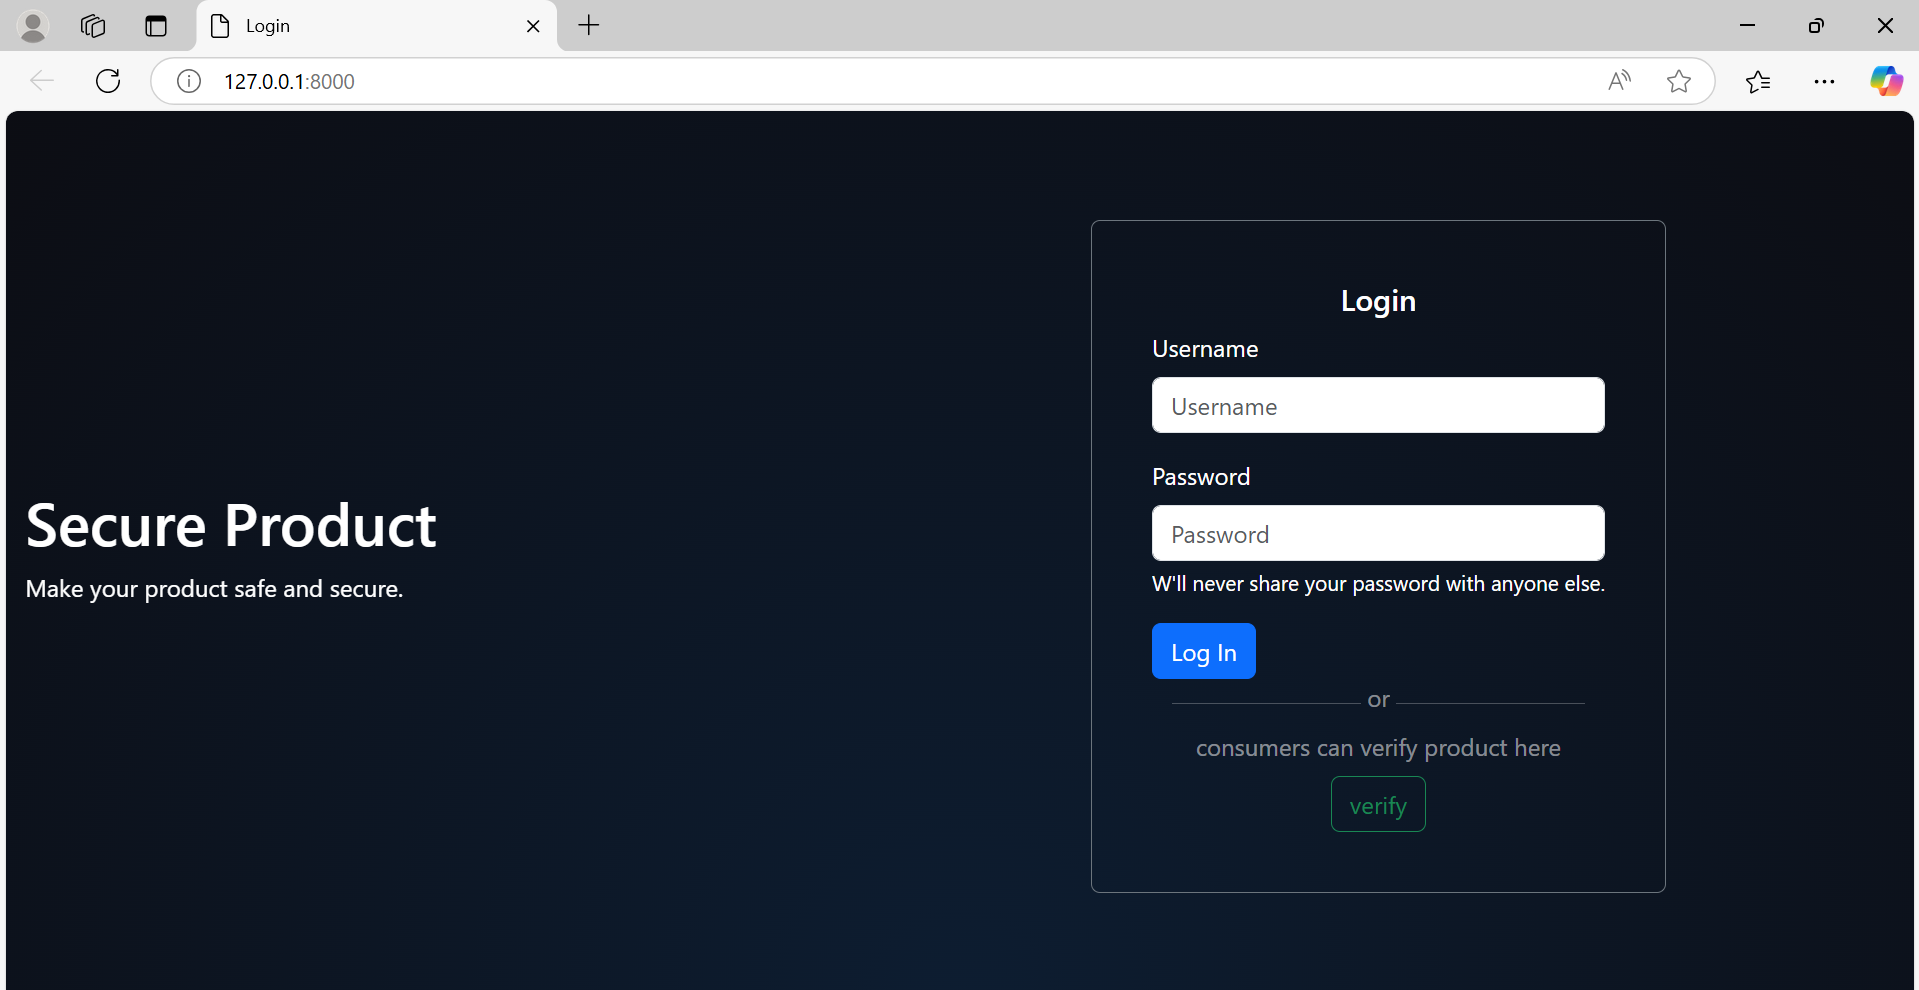 Login
127.0.0.1:8000
Login
Username
Username
Password
Secure Product
Password
Make your product safe and secure.
W'll never share your password with anyone else.
Log In
or
consumers can verify product here
verify